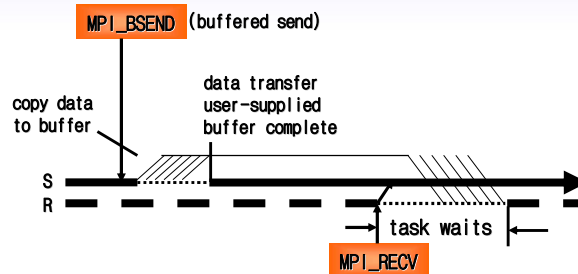 MPI_BSEND (buffered send)
copy data
to buffer
data transfer
user-supplied
buffer complete
S
R
task waits
MPI_RECV